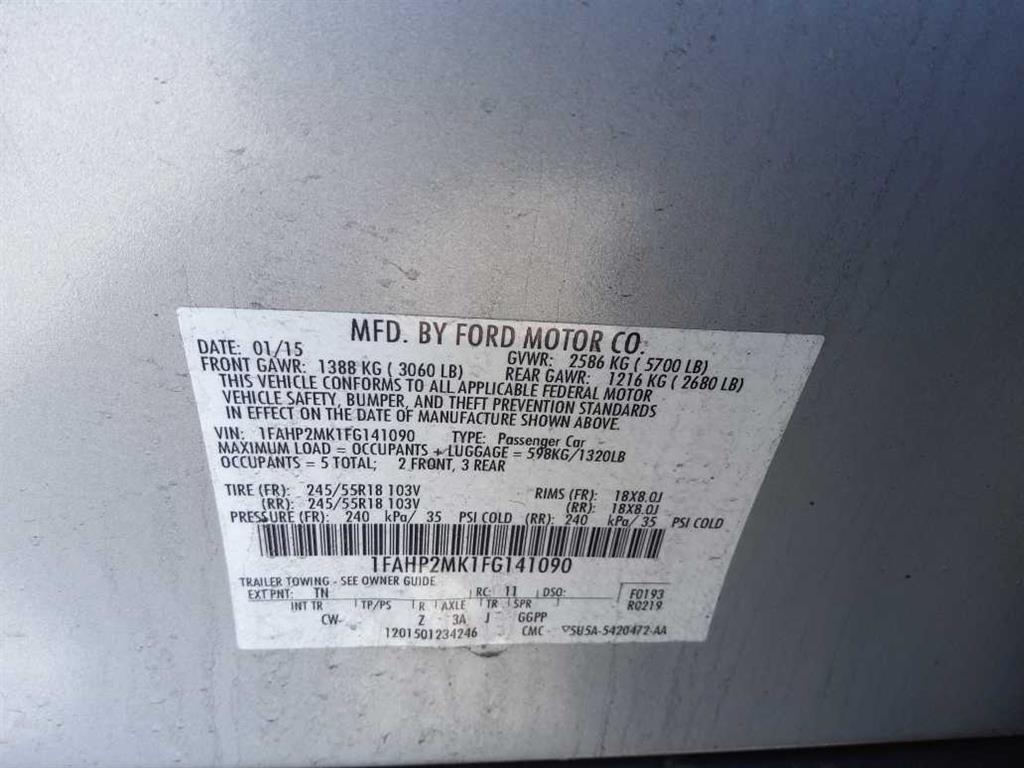 MFD. BY FORD MOTOR CO.
DATE: 01/15 GVWR: 2586 KG ( 5700 LB)
FRONT GAWR: 1388 KG ( 3060 LB) REAR GAWR: 1216 KG ( 2680 LB)
THIS VEHICLE CONFORMS TO ALL APPLICABLE FEDERAL MOTOR
VEHICLE SAFETY, BUMPER, AND THEFT PREVENTION STANDARDS
IN EFFECT ON THE DATE OF MANUFACTURE SHOWN ABOVE.
VIN: 1FAHP2MK1FG141090 TYPE: Passenger Car
MAXIMUM LOAD = OCCUPANTS + LUGGAGE = 598KG/1320LB
OCCUPANTS = 5 TOTAL; 2 FRONT, 3 REAR
TIRE (FR): 245/55R18 103V RIMS (FR): 18X8.0J
(RR): 245/55R18 103V (RR): 18X8.0J
PRESSURE (FR): 240 kPa/ 35 PSI COLD (RR): 240 kPa/ 35 PSI COLD
1FAHP2MK1FG141090
TRAILER TOWING - SEE OWNER GUIDE
EXT PNT: TN RC: 11 DSO: F0193
INT TR TP/PS R AXLE TR SPR R0219
CW- Z 3A J GGPP
1201501234246 CMC- 5U5A-5420472-AA